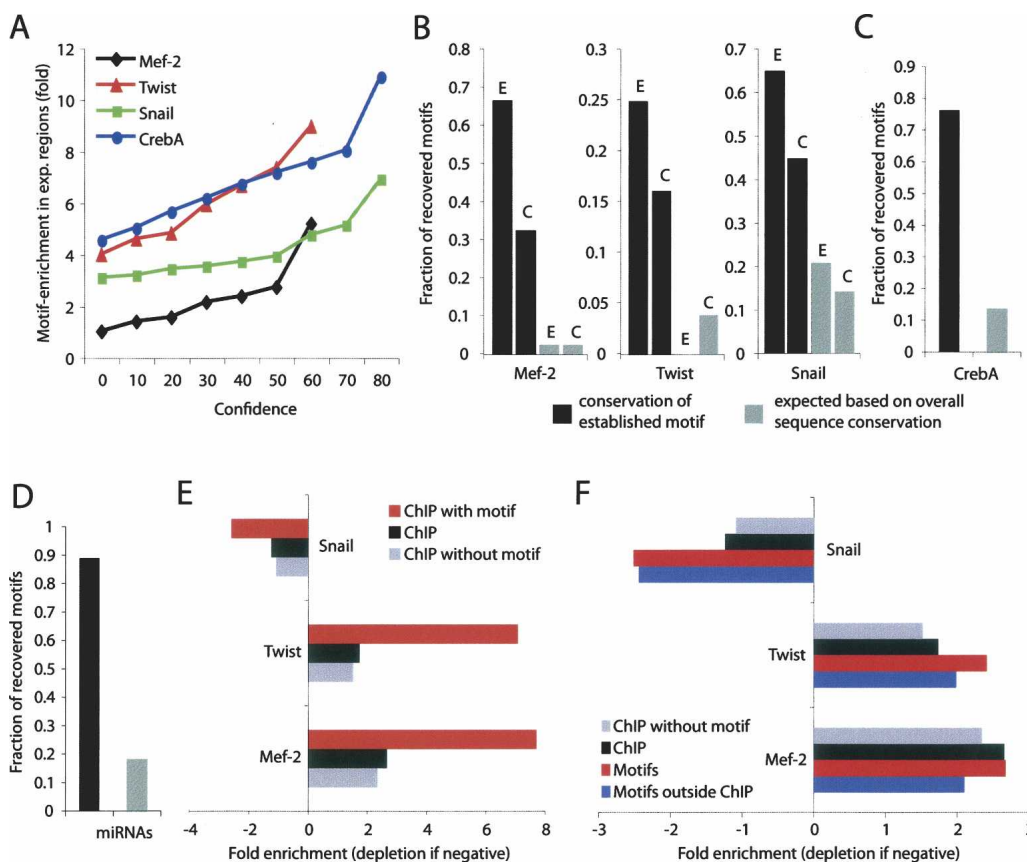 A
Motif-enrichment in exp. regions (fold)
12
10
8
6
4
2
0
Mef-2
Twist
Snail
CrebA
0 10 20 30 40 50 60 70 80
Confidence
B
Fraction of recovered motifs
0.8
0.7
0.6
0.5
0.4
0.3
0.2
0.1
0
E
C
E C
Mef-2
0.3
0.25
0.2
0.15
0.1
0.05
0
E
C
E
C
Twist
0.7
0.6
0.5
0.4
0.3
0.2
0.1
0
E
C
E
C
Snail
conservation of
established motif
expected based on overall
sequence conservation
C
Fraction of recovered motifs
0.9
0.8
0.7
0.6
0.5
0.4
0.3
0.2
0.1
0
CrebA
D
Fraction of recovered motifs
1
0.9
0.8
0.7
0.6
0.5
0.4
0.3
0.2
0.1
0
miRNAs
E
ChIP with motif
ChIP
ChIP without motif
Snail
Twist
Mef-2
-4 -2 0 2 4 6 8
Fold enrichment (depletion if negative)
F
Snail
Twist
Mef-2
ChIP without motif
ChIP
Motifs
Motifs outside ChIP
-3 -2 -1 0 1 2 3
Fold enrichment (depletion if negative)